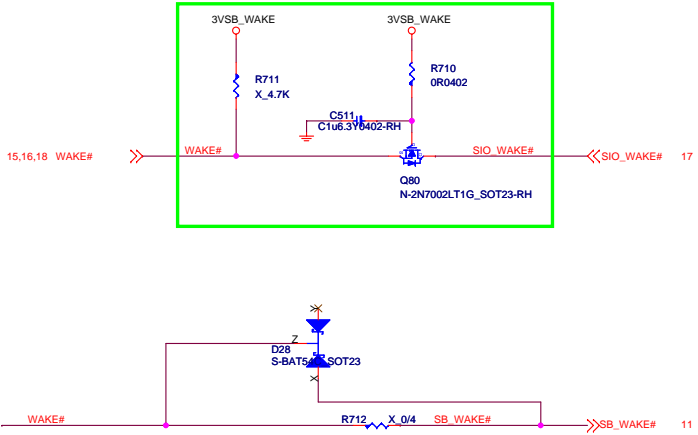 3VSB_WAKE 3VSB_WAKE
R711
X_4.7K
R710
0R0402
C511
C1u6.3Y0402-RH
15,16,18 WAKE#
WAKE#
SIO_WAKE#
SIO_WAKE# 17
Q80
N-2N7002LT1G_SOT23-RH
X
Z
D28
SOT23
X
WAKE#
R712 X_0/4
SB_WAKE#
SB_WAKE# 11